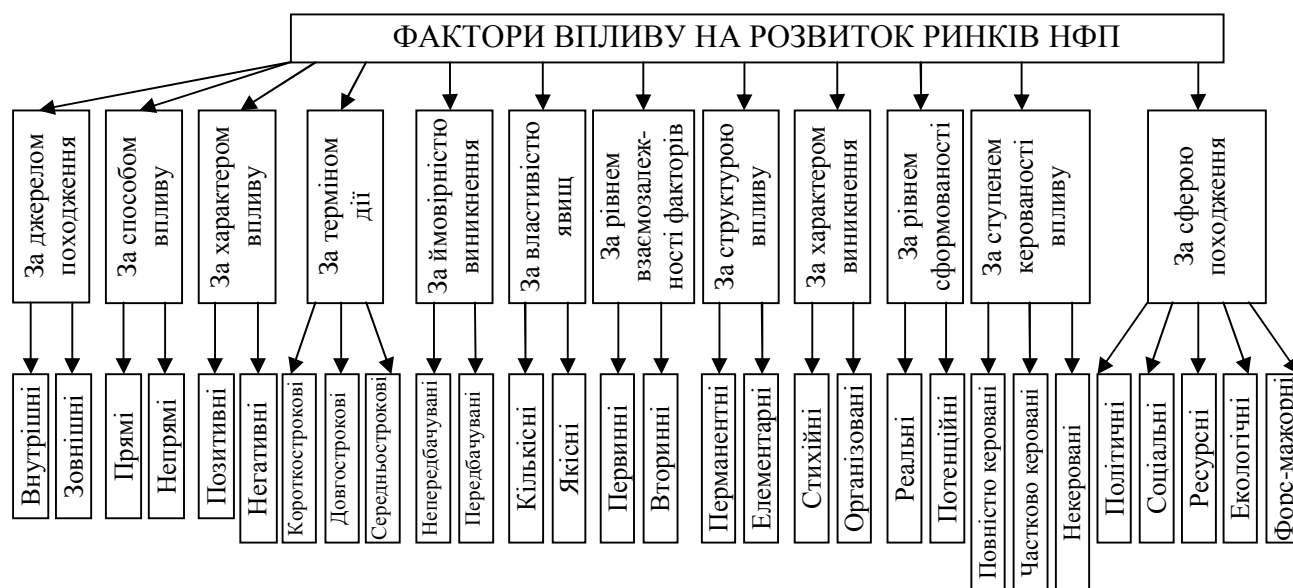 ФАКТОРИ ВПЛИВУ НА РОЗВИТОК РИНКІВ НФП
За джерелом
походження
За способом
впливу
За характером
впливу
За терміном
дії
За ймовірністю
виникнення
За властивістю
явищ
За рівнем
взаємозалеж-
ності факторів
За структурою
впливу
За характером
виникнення
За рівнем
сформованості
За ступенем
керованості
впливу
За сферою
походження
Внутрішні
Зовнішні
Прямі
Непрямі
Позитивні
Негативні
Короткострокові
Довгострокові
Середньострокові
Непередбачувані
Передбачувані
Кількісні
Якісні
Первинні
Вторинні
Перманентні
Елементарні
Стихійні
Організовані
Реальні
Потенційні
Повністю керовані
Частково керовані
Некеровані
Політичні
Соціальні
Ресурсні
Екологічні
Форс-мажорні